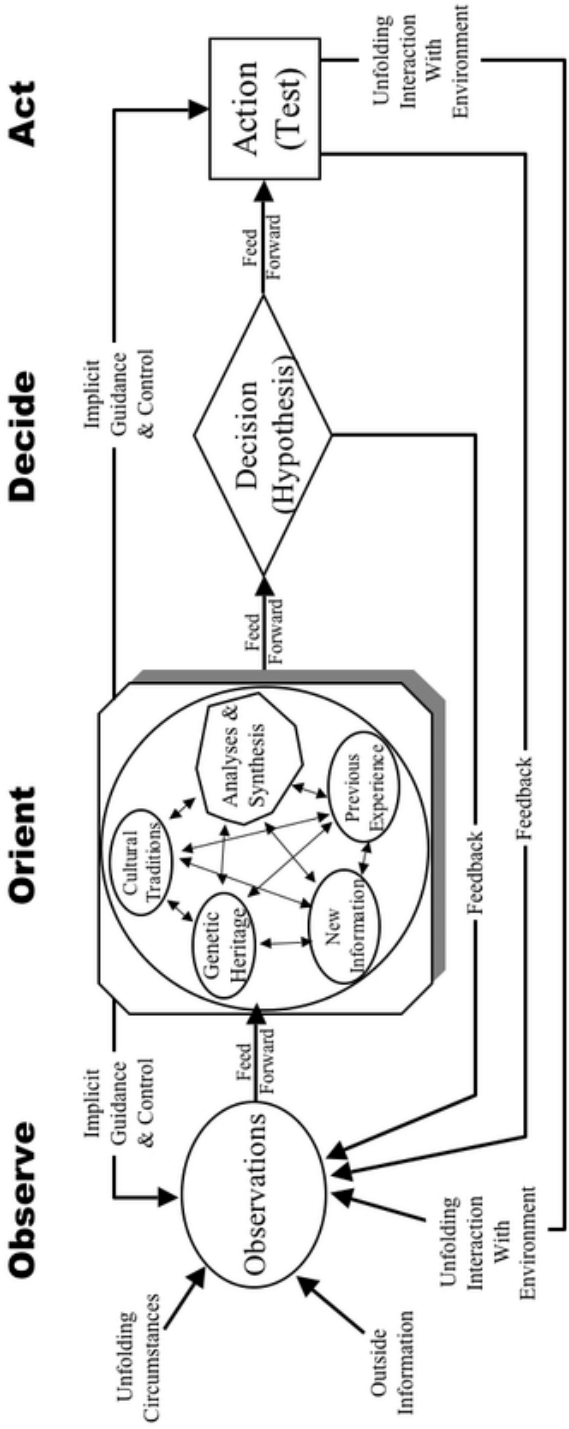 Observe
Orient
Decide
Act
Implicit
Guidance
& Control
Implicit
Guidance
& Control
Unfolding
Circumstances
Observations
Outside
Information
Unfolding
Interaction
With
Environment
Feed
Forward
Cultural
Traditions
Genetic
Heritage
Analyses &
Synthesis
New
Information
Previous
Experience
Feed
Forward
Decision
(Hypothesis)
Feed
Forward
Action
(Test)
Feedback
Feedback
Unfolding
Interaction
With
Environment